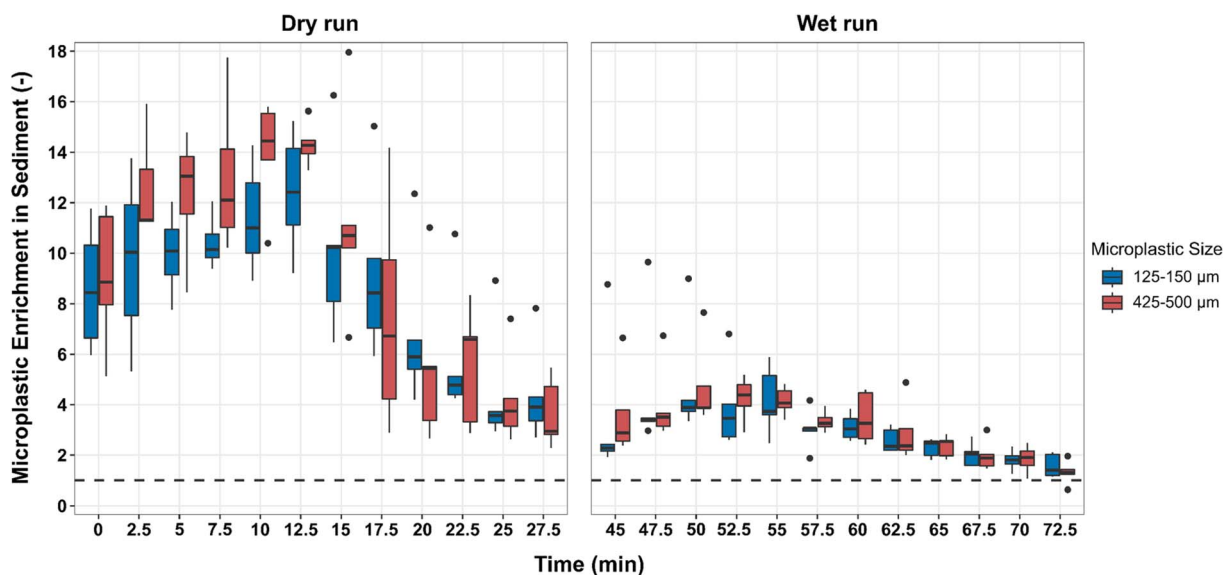 Dry run
Wet run
Microplastic Enrichment in Sediment (-)
18
16
14
12
10
8
6
4
2
0
0 2.5 5 7.5 10 12.5 15 17.5 20 22.5 25 27.5
45 47.5 50 52.5 55 57.5 60 62.5 65 67.5 70 72.5
Time (min)
Microplastic Size
125-150 µm
425-500 µm